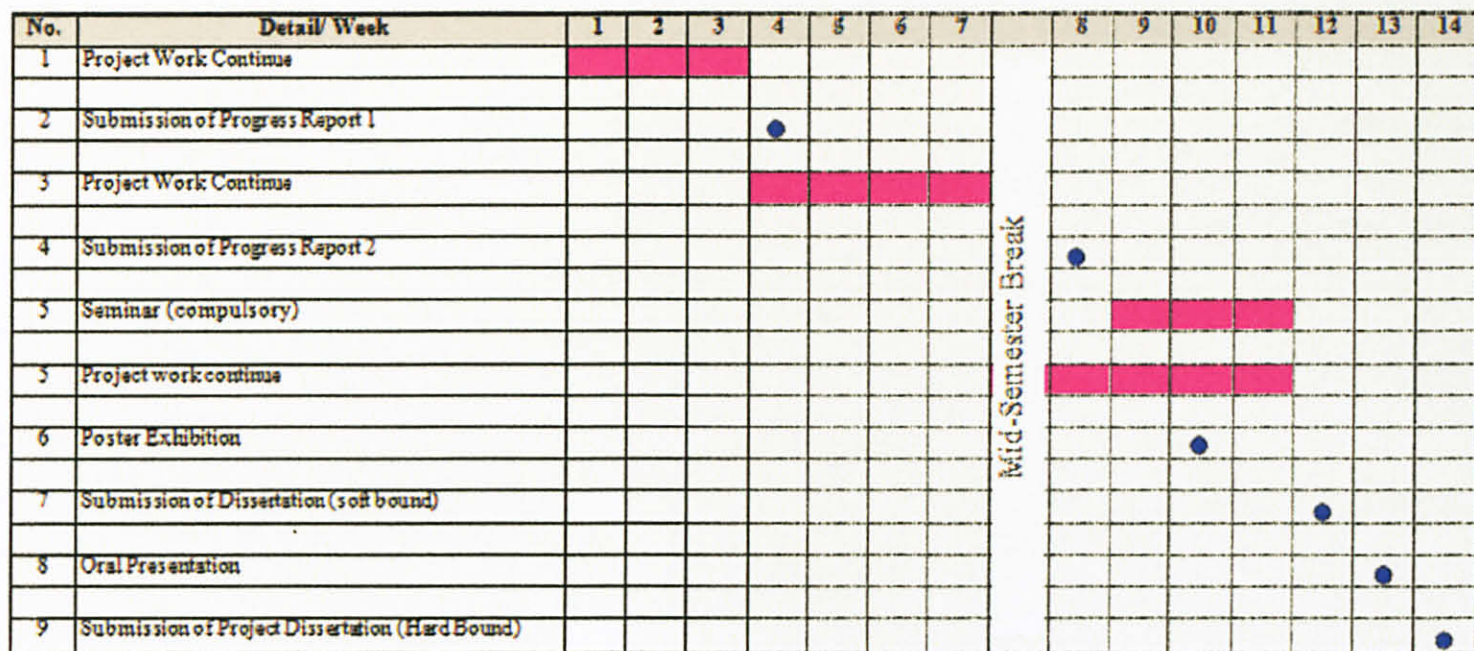 No. Detail/ Week 1 2 3 4 5 6 7 8 9 10 11 12 13 14
1 Project Work Continue
2 Submission of Progress Report 1
3 Project Work Continue
4 Submission of Progress Report 2
5 Seminar (compulsory)
5 Project work continue
6 Poster Exhibition
7 Submission of Dissertation (soft bound)
8 Oral Presentation
9 Submission of Project Dissertation (Hard Bound)
Mid-Semester Break